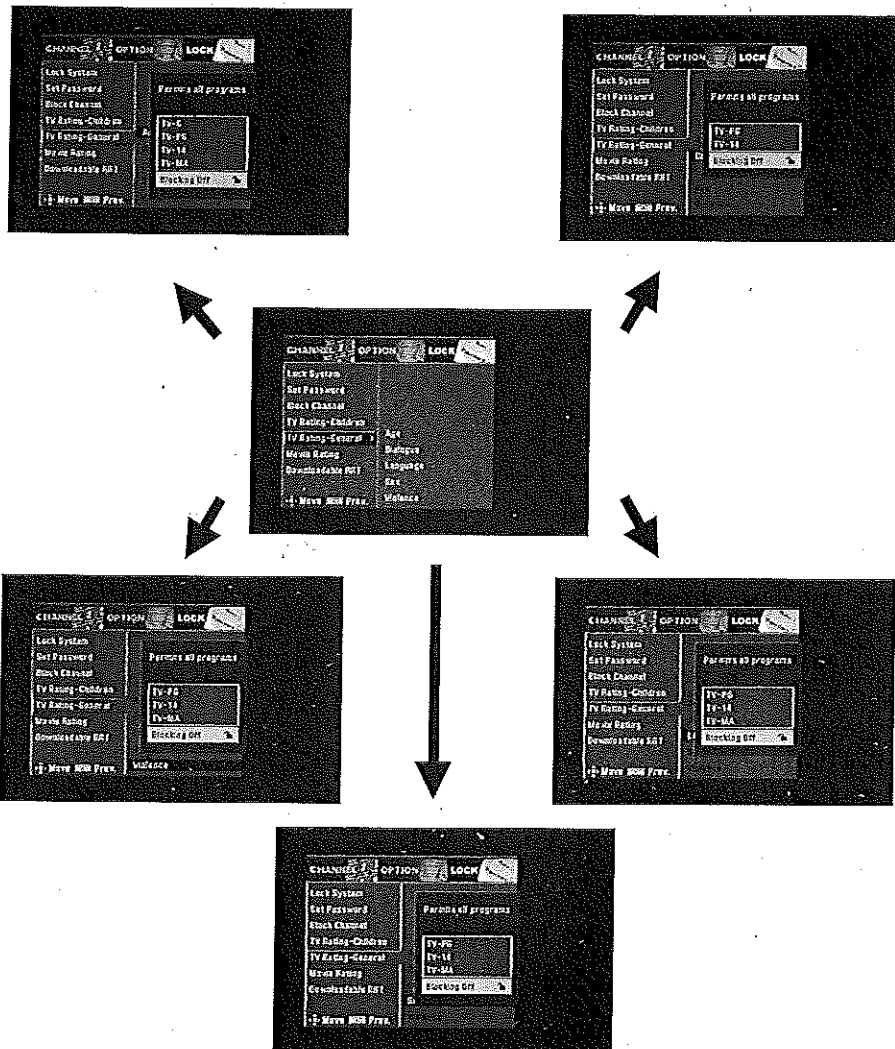 CHANNEL OPTION LOCK
Lock System
Set Password
Block Channel
TV Rating-Children
TV Rating-General
Movie Rating
Downloadable RRT
Move Prev.
Permits all programs
TV-G
TV-PG
TV-14
TV-MA
Blocking Off
CHANNEL OPTION LOCK
Lock System
Set Password
Block Channel
TV Rating-Children
TV Rating-General
Movie Rating
Downloadable RRT
Move Prev.
Permits all programs
TV-PG
TV-14
Blocking Off
CHANNEL OPTION LOCK
Lock System
Set Password
Block Channel
TV Rating-Children
TV Rating-General
Movie Rating
Downloadable RRT
Move Prev.
Age
Dialogue
Language
Sex
Violence
CHANNEL OPTION LOCK
Lock System
Set Password
Block Channel
TV Rating-Children
TV Rating-General
Movie Rating
Downloadable RRT
Move Prev.
Permits all programs
TV-PG
TV-14
TV-MA
Blocking Off
Violence
CHANNEL OPTION LOCK
Lock System
Set Password
Block Channel
TV Rating-Children
TV Rating-General
Movie Rating
Downloadable RRT
Move Prev.
Permits all programs
TV-PG
TV-14
TV-MA
Blocking Off
CHANNEL OPTION LOCK
Lock System
Set Password
Block Channel
TV Rating-Children
TV Rating-General
Movie Rating
Downloadable RRT
Move Prev.
Permits all programs
TV-PG
TV-14
TV-MA
Blocking Off